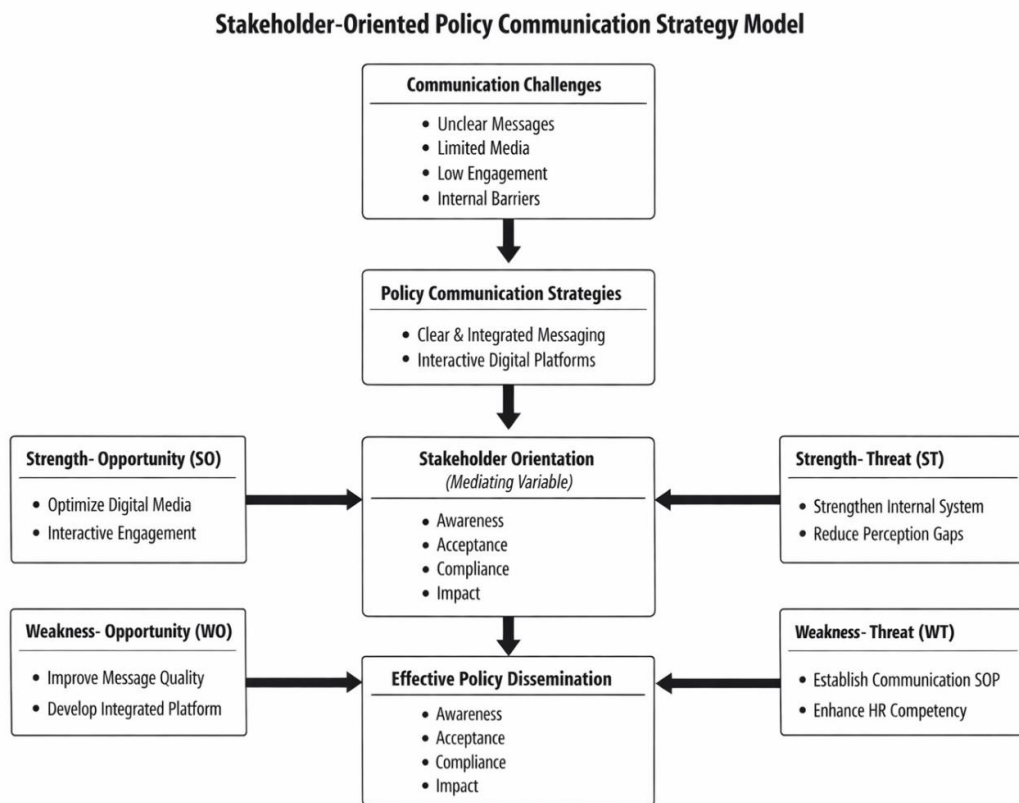 Stakeholder-Oriented Policy Communication Strategy Model
Communication Challenges
• Unclear Messages
• Limited Media
• Low Engagement
• Internal Barriers
Policy Communication Strategies
• Clear & Integrated Messaging
• Interactive Digital Platforms
Strength- Opportunity (SO)
• Optimize Digital Media
• Interactive Engagement
Stakeholder Orientation
(Mediating Variable)
• Awareness
• Acceptance
• Compliance
• Impact
Strength- Threat (ST)
• Strengthen Internal System
• Reduce Perception Gaps
Weakness- Opportunity (WO)
• Improve Message Quality
• Develop Integrated Platform
Effective Policy Dissemination
• Awareness
• Acceptance
• Compliance
• Impact
Weakness- Threat (WT)
• Establish Communication SOP
• Enhance HR Competency